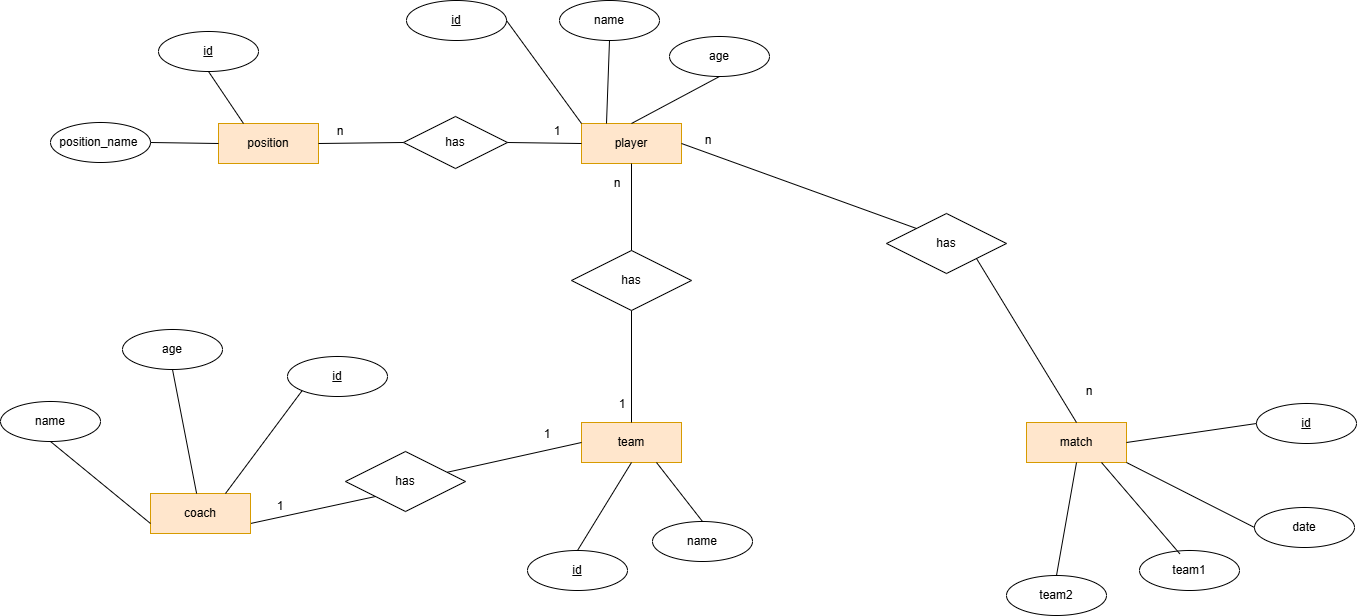 id
name
id
age
n
1
n
position_name
position
has
player
n
has
has
age
id
n
1
name
1
team
match
id
has
1
coach
date
name
id
team1
team2